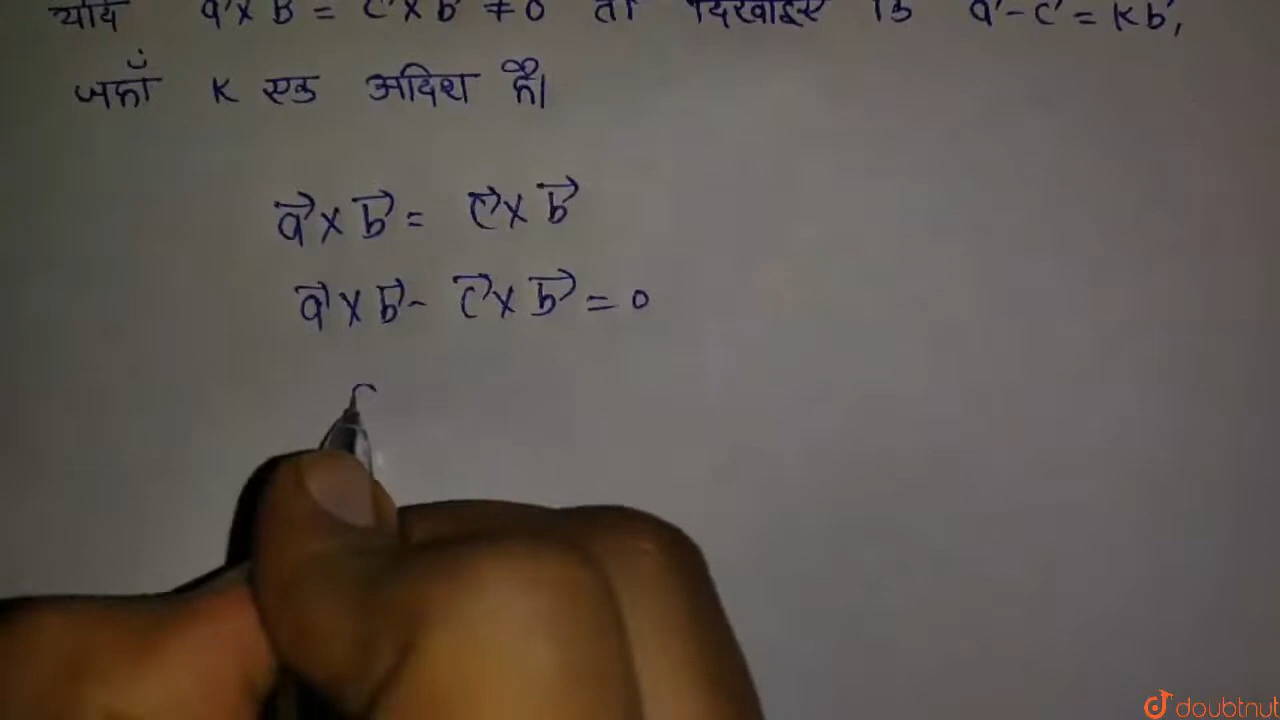 यदि a⃗ × B = c⃗ × b⃗ ≠ 0 तो दिखाइए कि a⃗ - c⃗ = Kb⃗,
जहाँ K एक अदिश है।
a⃗ × b⃗ = c⃗ × b⃗
a⃗ × b⃗ - c⃗ × b⃗ = 0
doubtnut